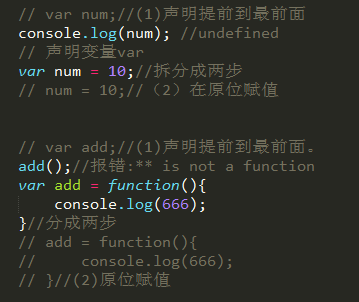 // var num;//(1)声明提前到最前面
console.log(num); //undefined
// 声明变量var
var num = 10;//拆分成两步
// num = 10;//（2）在原位赋值
// var add;//(1)声明提前到最前面。
add();//报错:** is not a function
var add = function(){
console.log(666);
}//分成两步
// add = function(){
//     console.log(666);
// }//(2)原位赋值